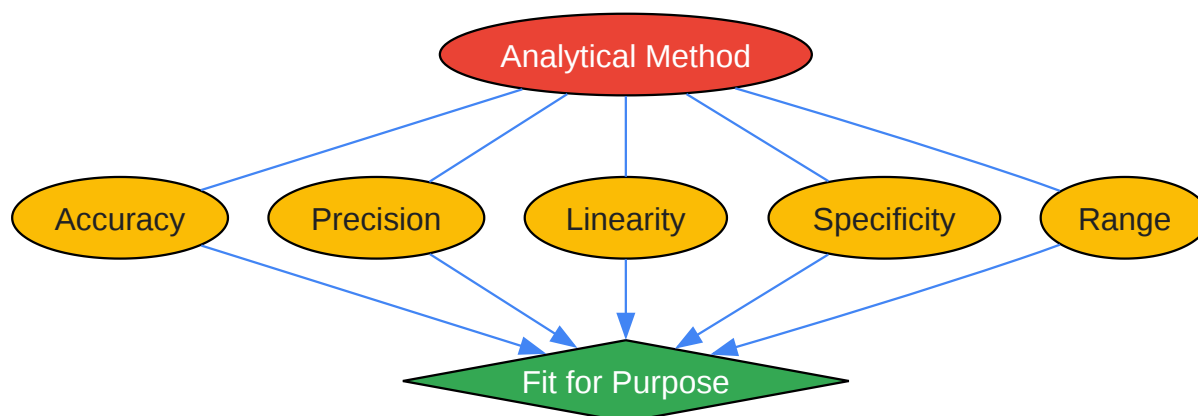 Analytical Method
Accuracy
Precision
Linearity
Specificity
Range
Fit for Purpose